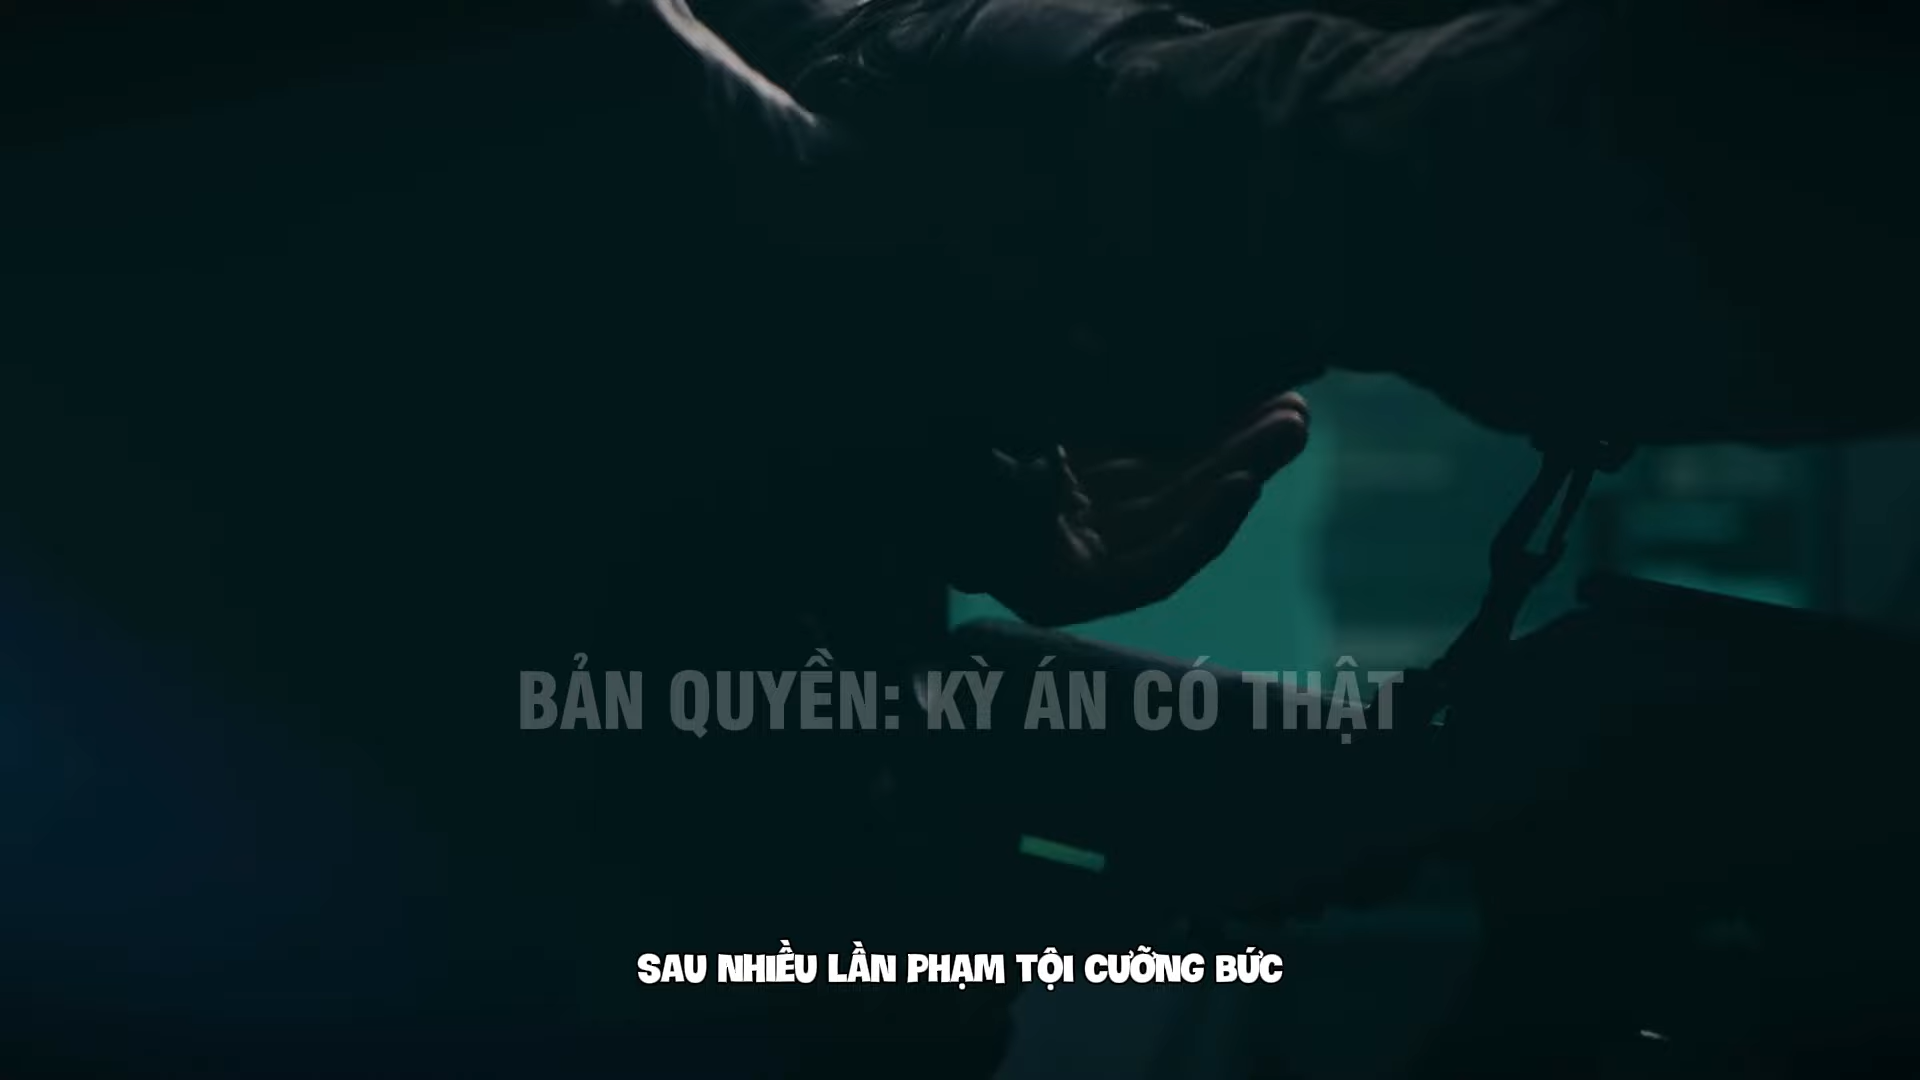 BẢN QUYỀN: KỲ ÁN CÓ THẬT
SAU NHIỀU LẦN PHẠM TỘI CƯỠNG BỨC